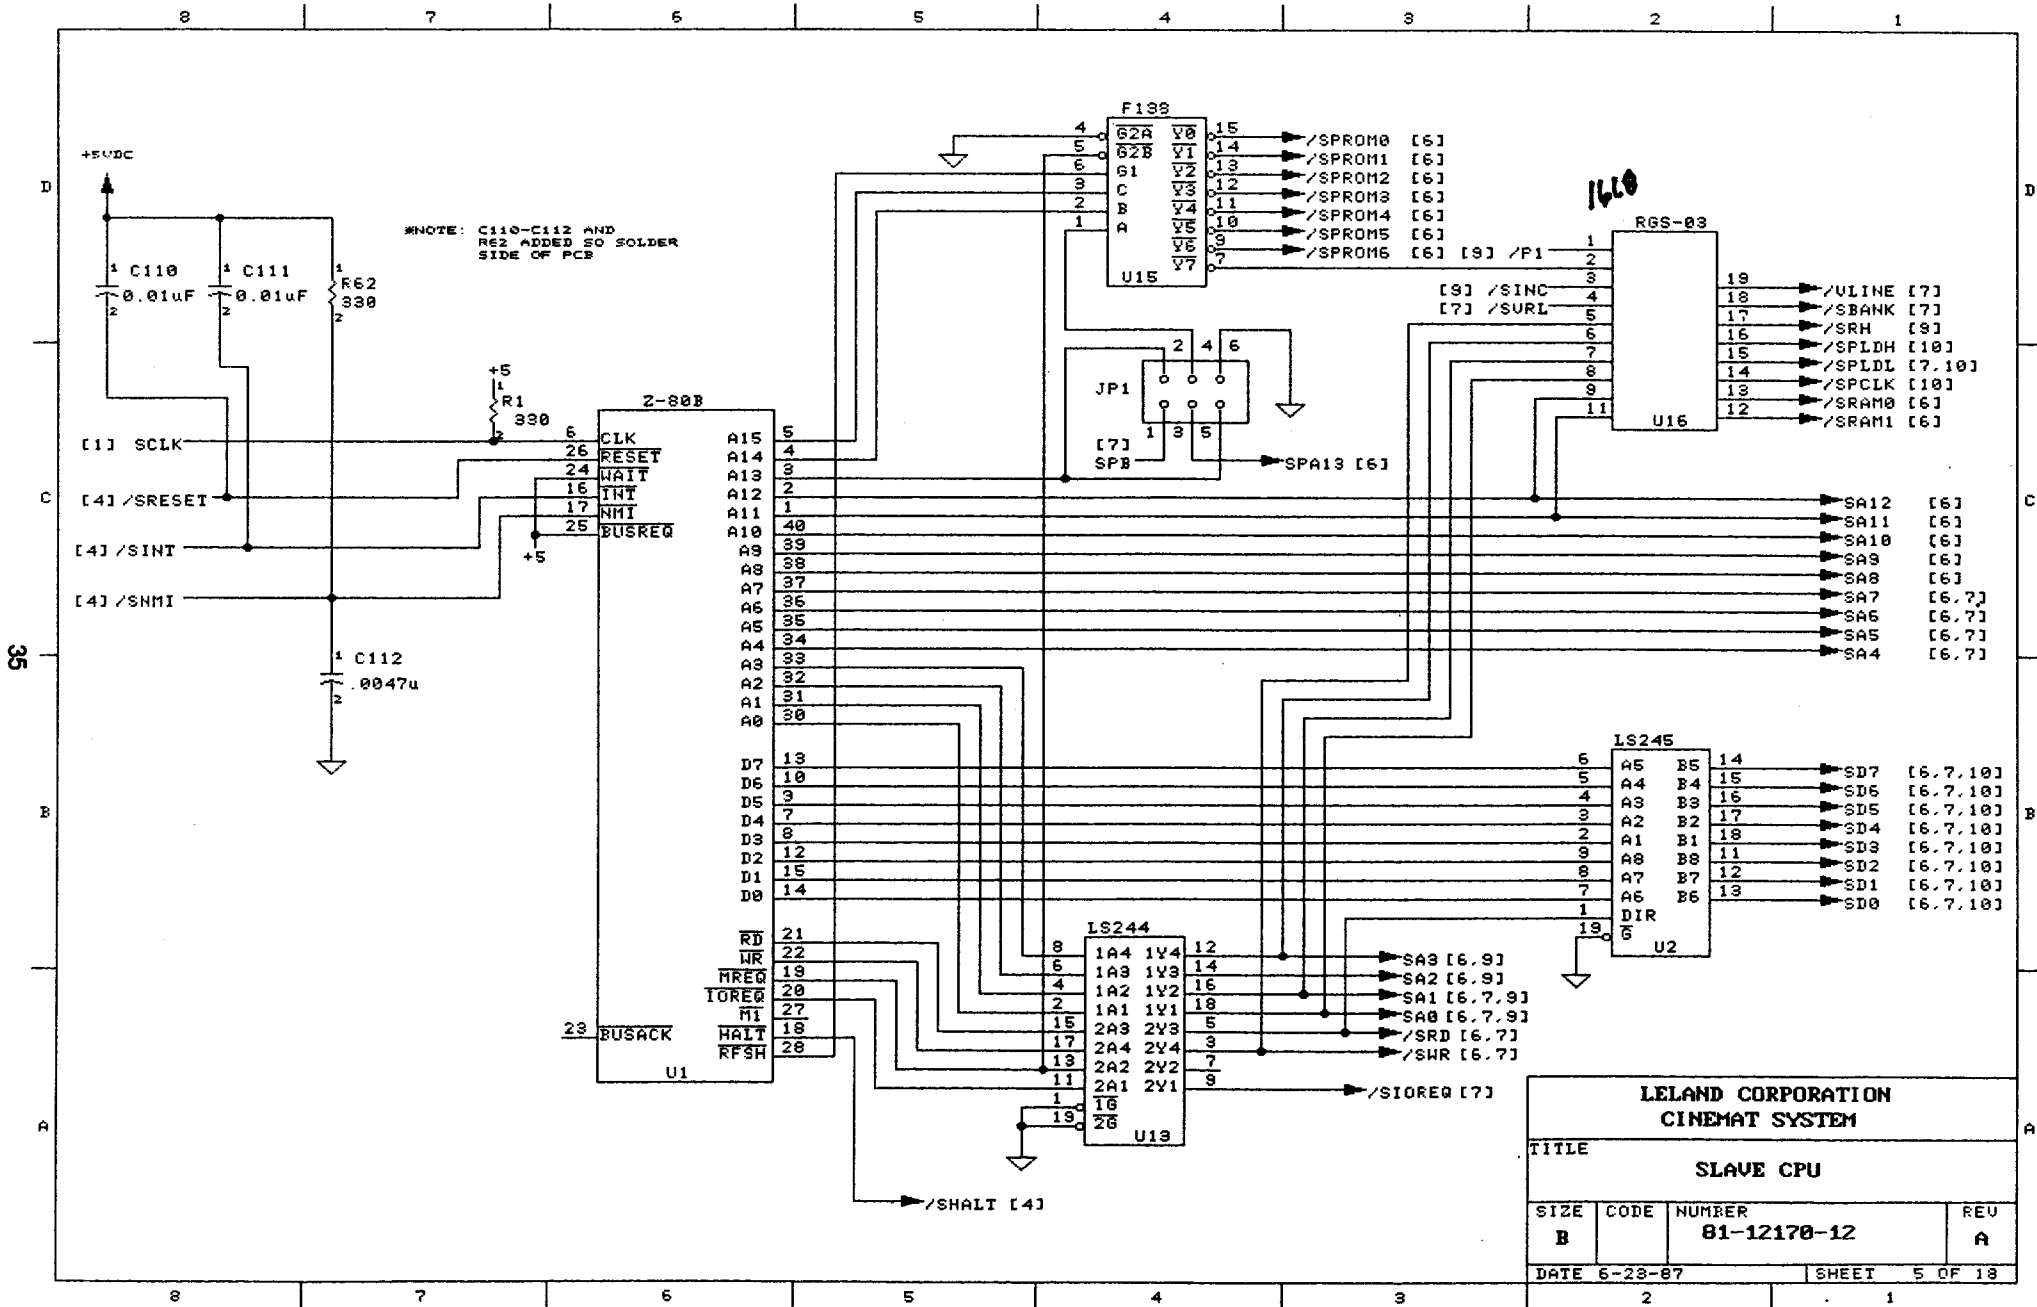 8 7 6 5 4 3 2 1
D C B A
D C B A
35
+5VDC
1 C110
0.01uF
2
1 C111
0.01uF
2
1
R62
330
2
*NOTE: C110-C112 AND
R62 ADDED SO SOLDER
SIDE OF PCB
+5
1
R1
330
2
[1] SCLK
[4] /SRESET
[4] /SINT
[4] /SNMI
+5
1 C112
.0047u
2
Z-80B
6 CLK
26 RESET
24 WAIT
16 INT
17 NMI
25 BUSREQ
23 BUSACK
A15 5
A14 4
A13 3
A12 2
A11 1
A10 40
A9 39
A8 38
A7 37
A6 36
A5 35
A4 34
A3 33
A2 32
A1 31
A0 30
D7 13
D6 10
D5 9
D4 7
D3 8
D2 12
D1 15
D0 14
RD 21
WR 22
MREQ 19
IOREQ 20
M1 27
HALT 18
RFSH 28
U1
/SHALT [4]
F138
4 G2A Y0 15 /SPROM0 [6]
5 G2B Y1 14 /SPROM1 [6]
6 G1 Y2 13 /SPROM2 [6]
3 C Y3 12 /SPROM3 [6]
2 B Y4 11 /SPROM4 [6]
1 A Y5 10 /SPROM5 [6]
Y6 9 /SPROM6 [6]
Y7 7
U15
2 4 6
JP1
1 3 5
[7]
SPB
SPA13 [6]
RGS-03
[9] /P1 1
2
[9] /SINC 3
[7] /SVRL 4
5
6
7
8
9
11
19 /VLINE [7]
18 /SBANK [7]
17 /SRH [9]
16 /SPLDH [10]
15 /SPLDL [7,10]
14 /SPCLK [10]
13 /SRAM0 [6]
12 /SRAM1 [6]
U16
SA12 [6]
SA11 [6]
SA10 [6]
SA9 [6]
SA8 [6]
SA7 [6,7]
SA6 [6,7]
SA5 [6,7]
SA4 [6,7]
LS245
6 A5 B5 14 SD7 [6,7,10]
5 A4 B4 15 SD6 [6,7,10]
4 A3 B3 16 SD5 [6,7,10]
3 A2 B2 17 SD4 [6,7,10]
2 A1 B1 18 SD3 [6,7,10]
9 A8 B8 11 SD2 [6,7,10]
8 A7 B7 12 SD1 [6,7,10]
7 A6 B6 13 SD0 [6,7,10]
1 DIR
19 G
U2
LS244
8 1A4 1Y4 12 SA3 [6,9]
6 1A3 1Y3 14 SA2 [6,9]
4 1A2 1Y2 16 SA1 [6,7,9]
2 1A1 1Y1 18 SA0 [6,7,9]
15 2A3 2Y3 5 /SRD [6,7]
17 2A4 2Y4 3 /SWR [6,7]
13 2A2 2Y2 7
11 2A1 2Y1 9 /SIOREQ [7]
1 1G
19 2G
U13
LELAND CORPORATION
CINEMAT SYSTEM
TITLE
SLAVE CPU
SIZE CODE NUMBER REV
B 81-12170-12 A
DATE 6-23-87 SHEET 5 OF 18
8 7 6 5 4 3 2 1